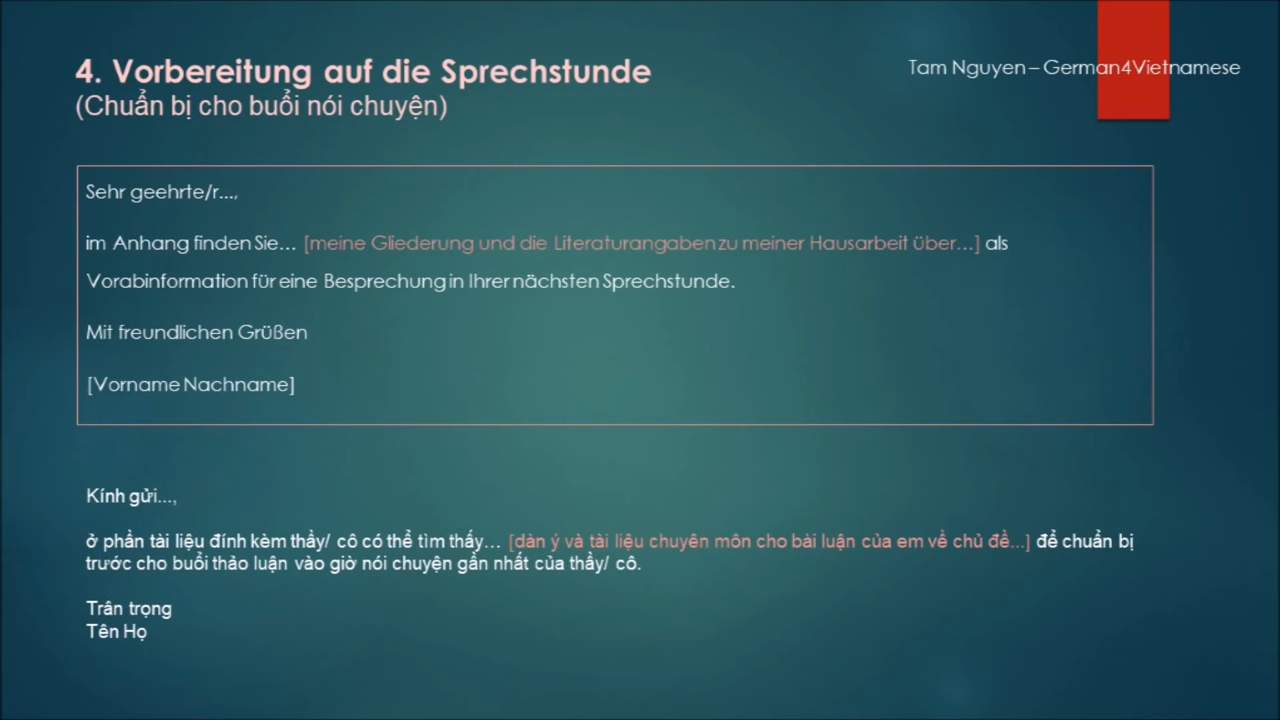 4. Vorbereitung auf die Sprechstunde
(Chuẩn bị cho buổi nói chuyện)
Tam Nguyen – German4Vietnamese
Sehr geehrte/r...,
im Anhang finden Sie... [meine Gliederung und die Literaturangaben zu meiner Hausarbeit über...] als
Vorabinformation für eine Besprechung in Ihrer nächsten Sprechstunde.
Mit freundlichen Grüßen
[Vorname Nachname]
Kính gửi...,
ở phần tài liệu đính kèm thầy/ cô có thể tìm thấy... [dàn ý và tài liệu chuyên môn cho bài luận của em về chủ đề...] để chuẩn bị
trước cho buổi thảo luận vào giờ nói chuyện gần nhất của thầy/ cô.
Trân trọng
Tên Họ